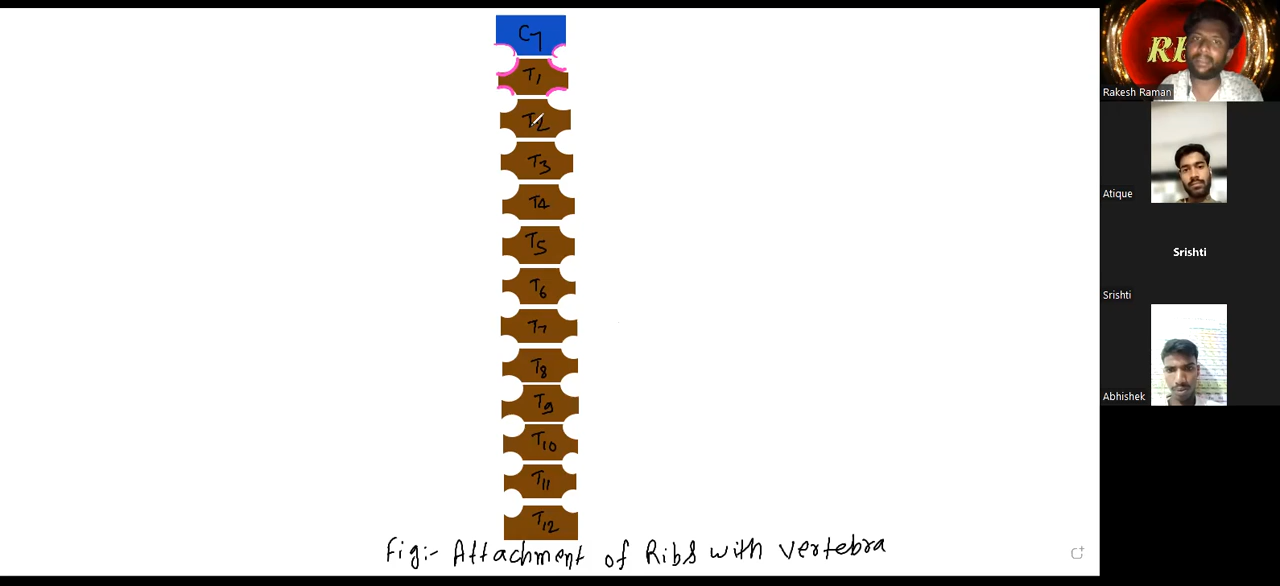 C7
T1
T2
T3
T4
T5
T6
T7
T8
T9
T10
T11
T12
Fig:- Attachment of Ribs with vertebra
Rakesh Raman
Atique
Srishti
Srishti
Abhishek